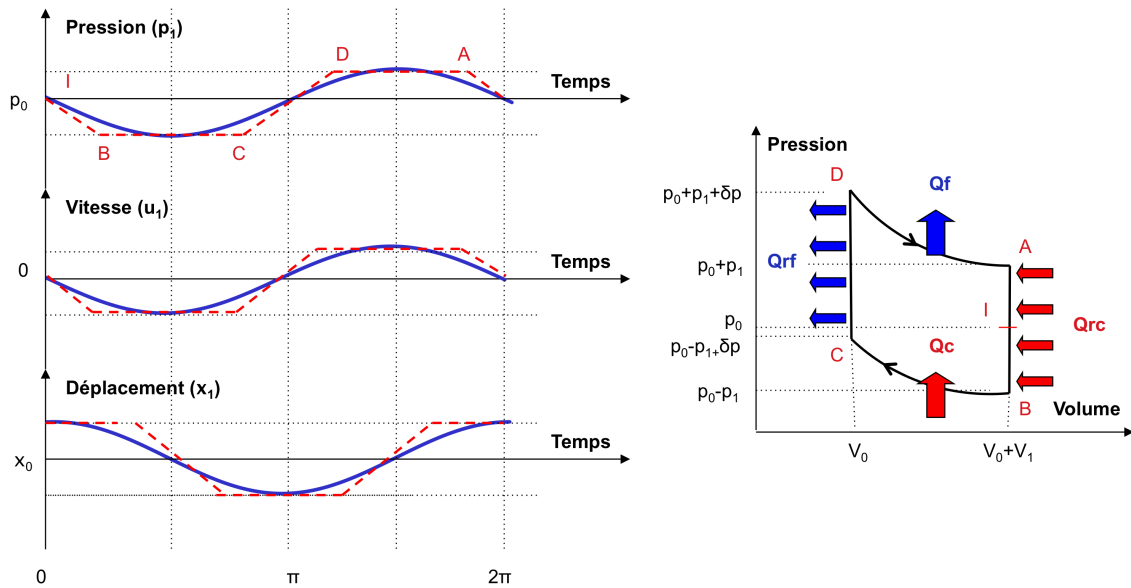 Pression (p₁)
D
A
I
Temps
p₀
B
C
Vitesse (u₁)
0
Temps
Déplacement (x₁)
Temps
x₀
0
π
2π
Pression
D
Qf
p₀+p₁+δp
A
Qrf
p₀+p₁
I
p₀
Qrc
p₀-p₁₊δp
C
Qc
p₀-p₁
B
Volume
V₀
V₀+V₁